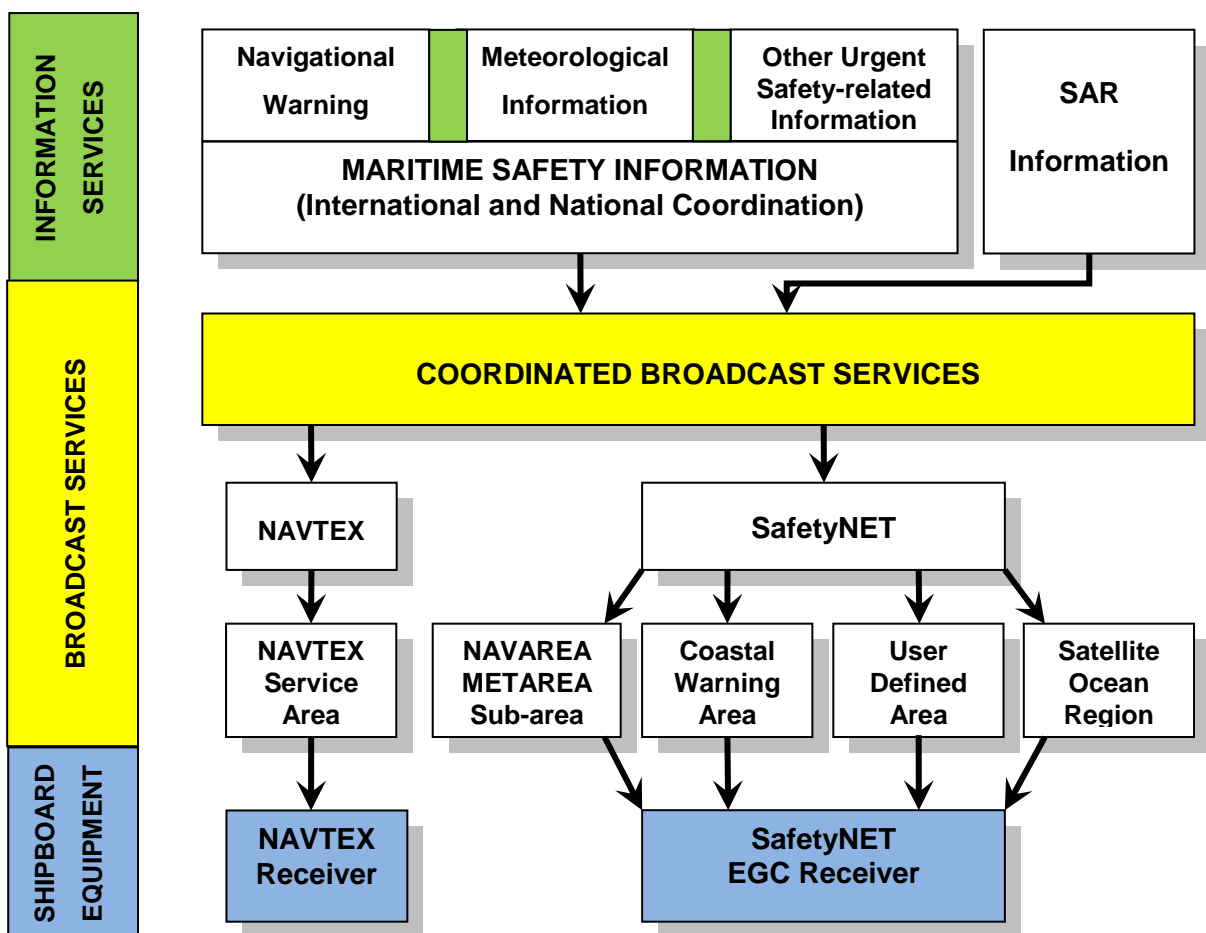 INFORMATION
SERVICES
Navigational
Warning
Meteorological
Information
Other Urgent
Safety-related
Information
MARITIME SAFETY INFORMATION
(International and National Coordination)
SAR
Information
BROADCAST SERVICES
COORDINATED BROADCAST SERVICES
NAVTEX
SafetyNET
NAVTEX
Service
Area
NAVAREA
METAREA
Sub-area
Coastal
Warning
Area
User
Defined
Area
Satellite
Ocean
Region
SHIPBOARD
EQUIPMENT
NAVTEX
Receiver
SafetyNET
EGC Receiver